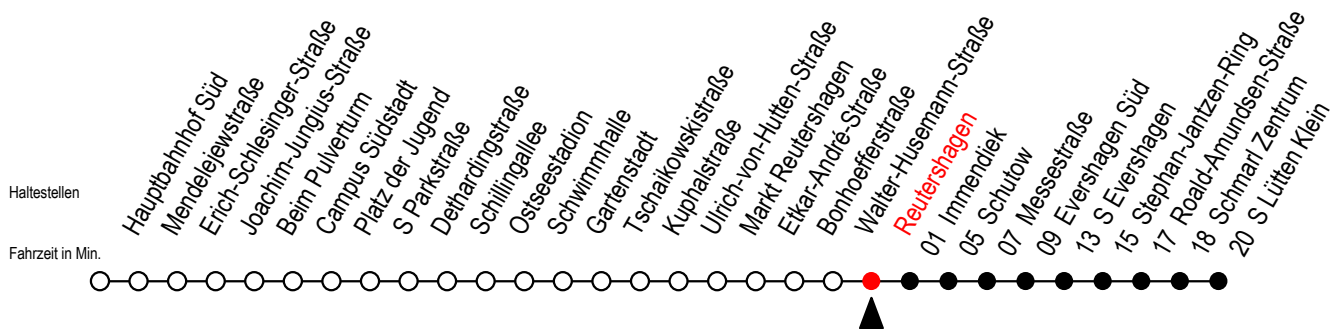 Haltestellen
Fahrzeit in Min.
Hauptbahnhof Süd
Mendelejewstraße
Erich-Schlesinger-Straße
Joachim-Jungius-Straße
Beim Pulverturm
Campus Südstadt
Platz der Jugend
S Parkstraße
Dethardingstraße
Schillingallee
Ostseestadion
Schwimmhalle
Gartenstadt
Tschaikowskistraße
Kuphalstraße
Ulrich-von-Hutten-Straße
Markt Reutershagen
Etkar-André-Straße
Bonhoefferstraße
Walter-Husemann-Straße
Reutershagen
01 Immendiek
05 Schutow
07 Messestraße
09 Evershagen Süd
13 S Evershagen
15 Stephan-Jantzen-Ring
17 Roald-Amundsen-Straße
18 Schmarl Zentrum
20 S Lütten Klein